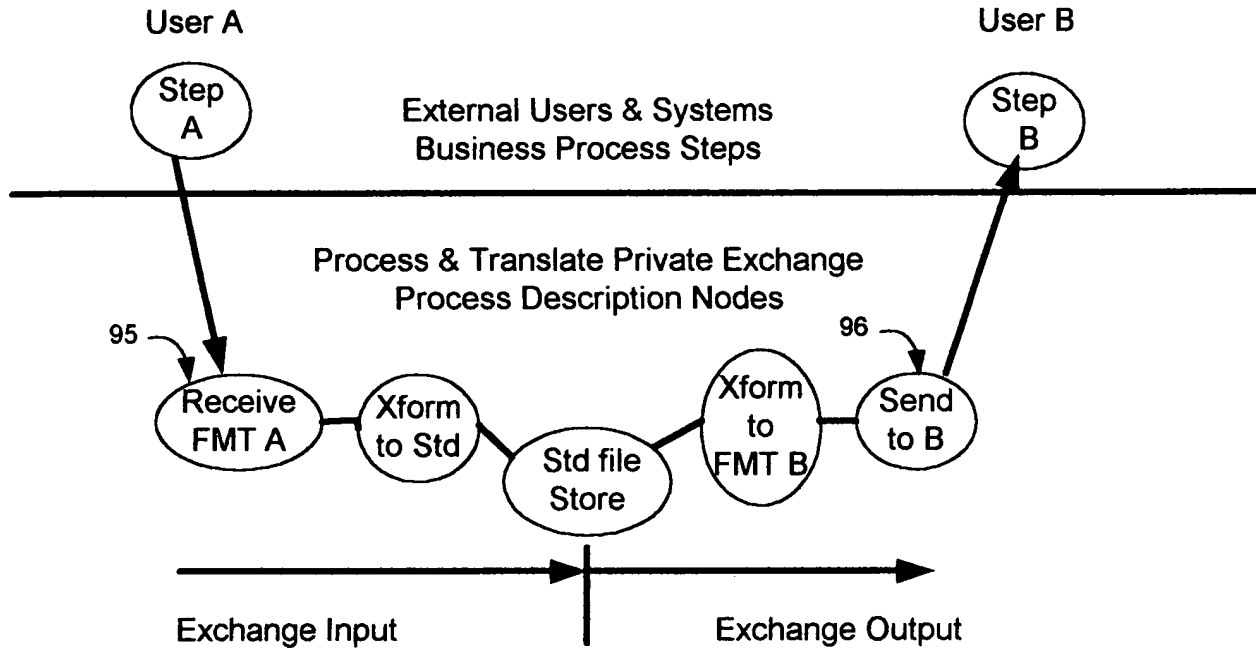 User A
User B
Step
A
External Users & Systems
Business Process Steps
Step
B
Process & Translate Private Exchange
Process Description Nodes
95
96
Receive
FMT A
Xform
to Std
Std file
Store
Xform
to
FMT B
Send
to B
Exchange Input
Exchange Output